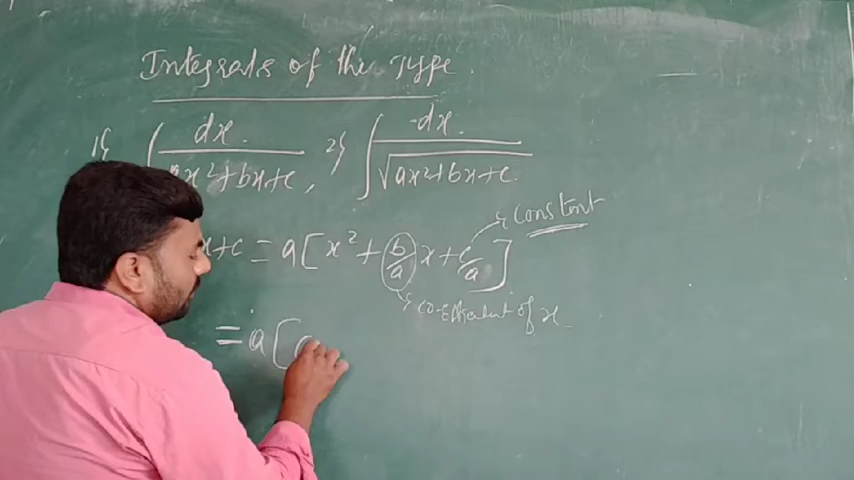 Integrals of the Type
1) ∫ dx / ax²+bx+c, 2) ∫ dx / √ax²+bx+c
x+c = a[x² + b/a x + c/a] → constant
→ co-efficient of x
= a[(